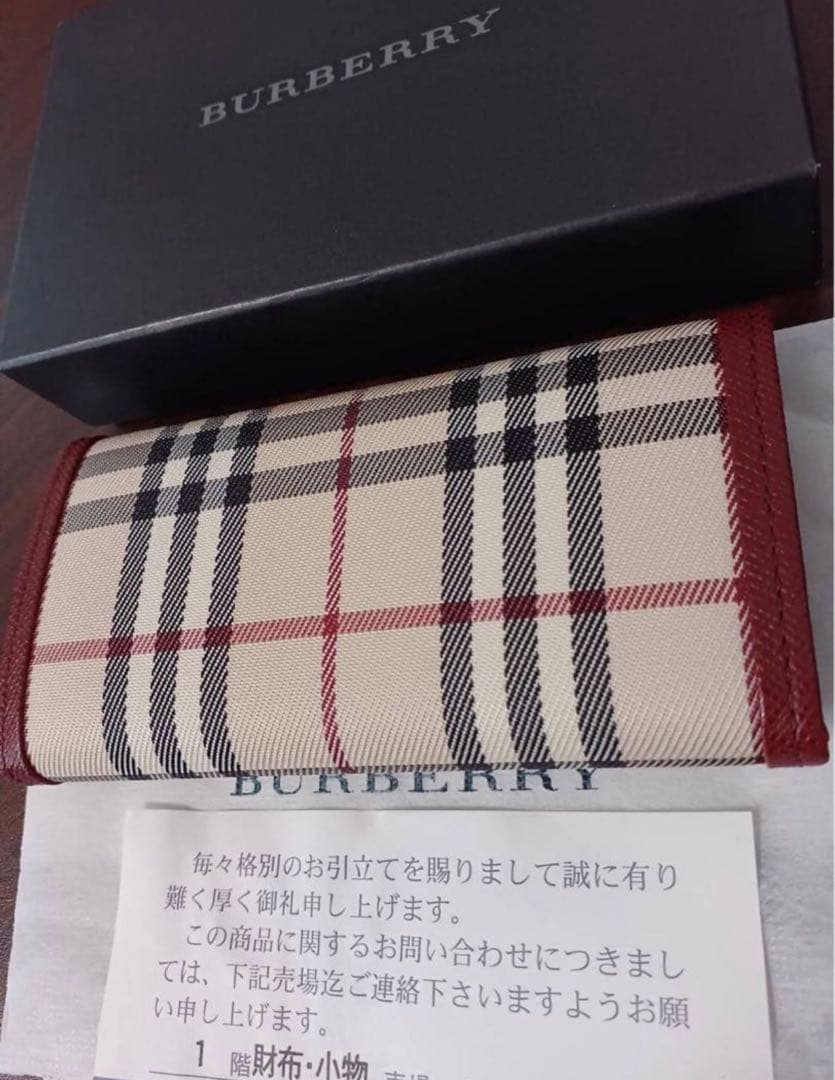 BURBERRY
BURBERRY
毎々格別のお引立てを賜りまして誠に有り
難く厚く御礼申し上げます。
この商品に関するお問い合わせにつきまし
ては、下記売場迄ご連絡下さいますようお願
い申し上げます。
1 階財布・小物 売場